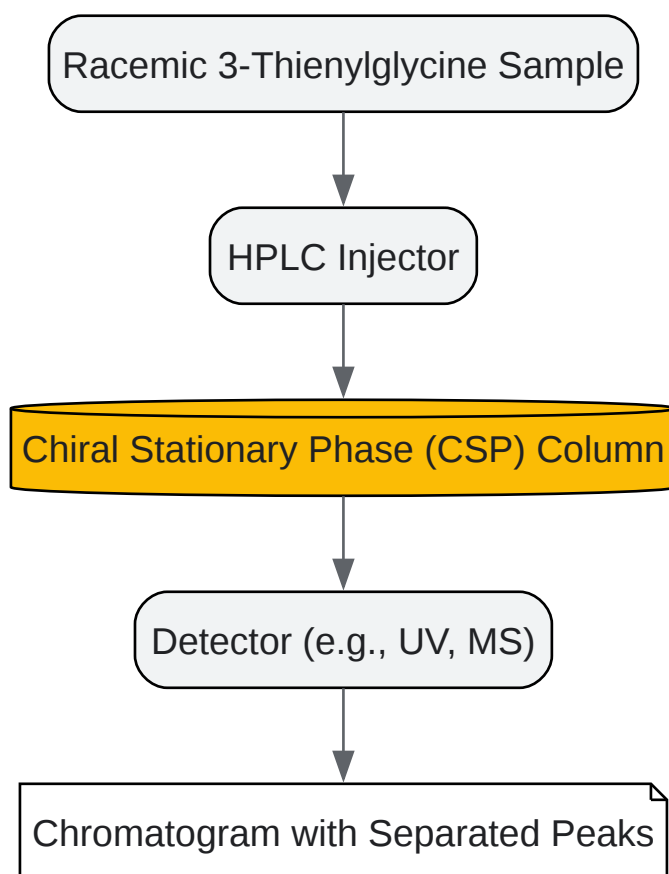 Racemic 3-Thienylglycine Sample
HPLC Injector
Chiral Stationary Phase (CSP) Column
Detector (e.g., UV, MS)
Chromatogram with Separated Peaks